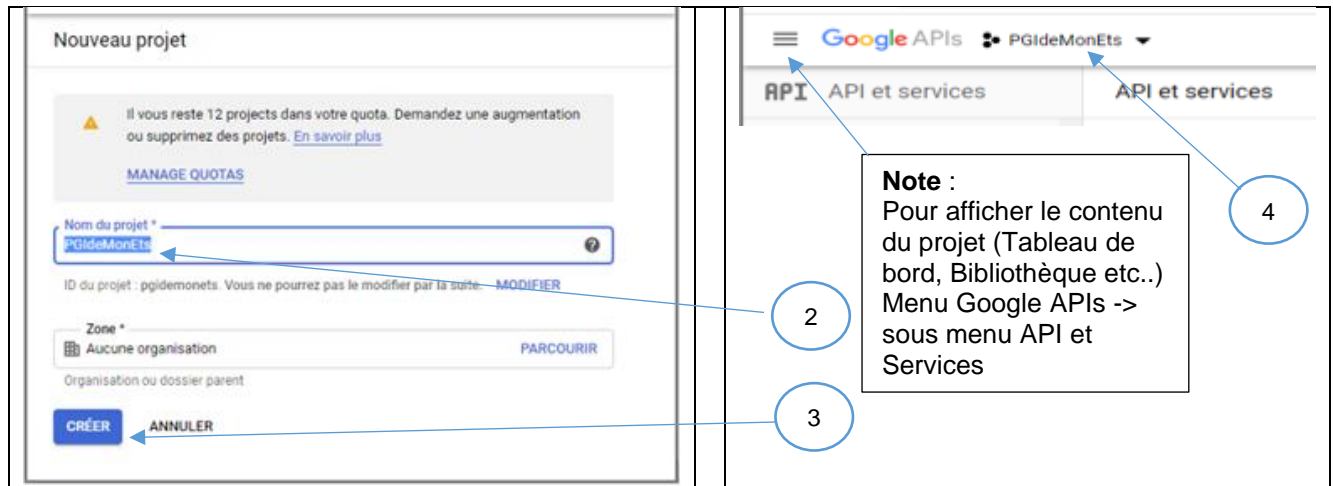 Nouveau projet
Il vous reste 12 projects dans votre quota. Demandez une augmentation
ou supprimez des projets. En savoir plus
MANAGE QUOTAS
Nom du projet *
PGIdeMonEts
ID du projet : pgidemonets. Vous ne pourrez pas le modifier par la suite. MODIFIER
Zone *
Aucune organisation PARCOURIR
Organisation ou dossier parent
CRÉER ANNULER
2
3
Google APIs PGIdeMonEts
API API et services API et services
Note :
Pour afficher le contenu
du projet (Tableau de
bord, Bibliothèque etc..)
Menu Google APIs ->
sous menu API et
Services
4